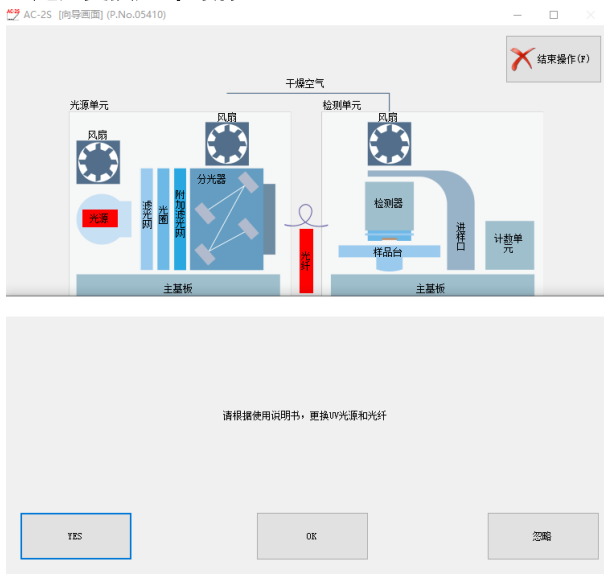 AC-2S [向导画面] (P.No.05410)
结束操作(F)
干燥空气
光源单元
检测单元
风扇
风扇
风扇
分光器
滤光网
光圈
附加滤光网
光源
光纤
检测器
样品台
进样口
计数单元
主基板
主基板
请根据使用说明书，更换UV光源和光纤
YES
OK
忽略